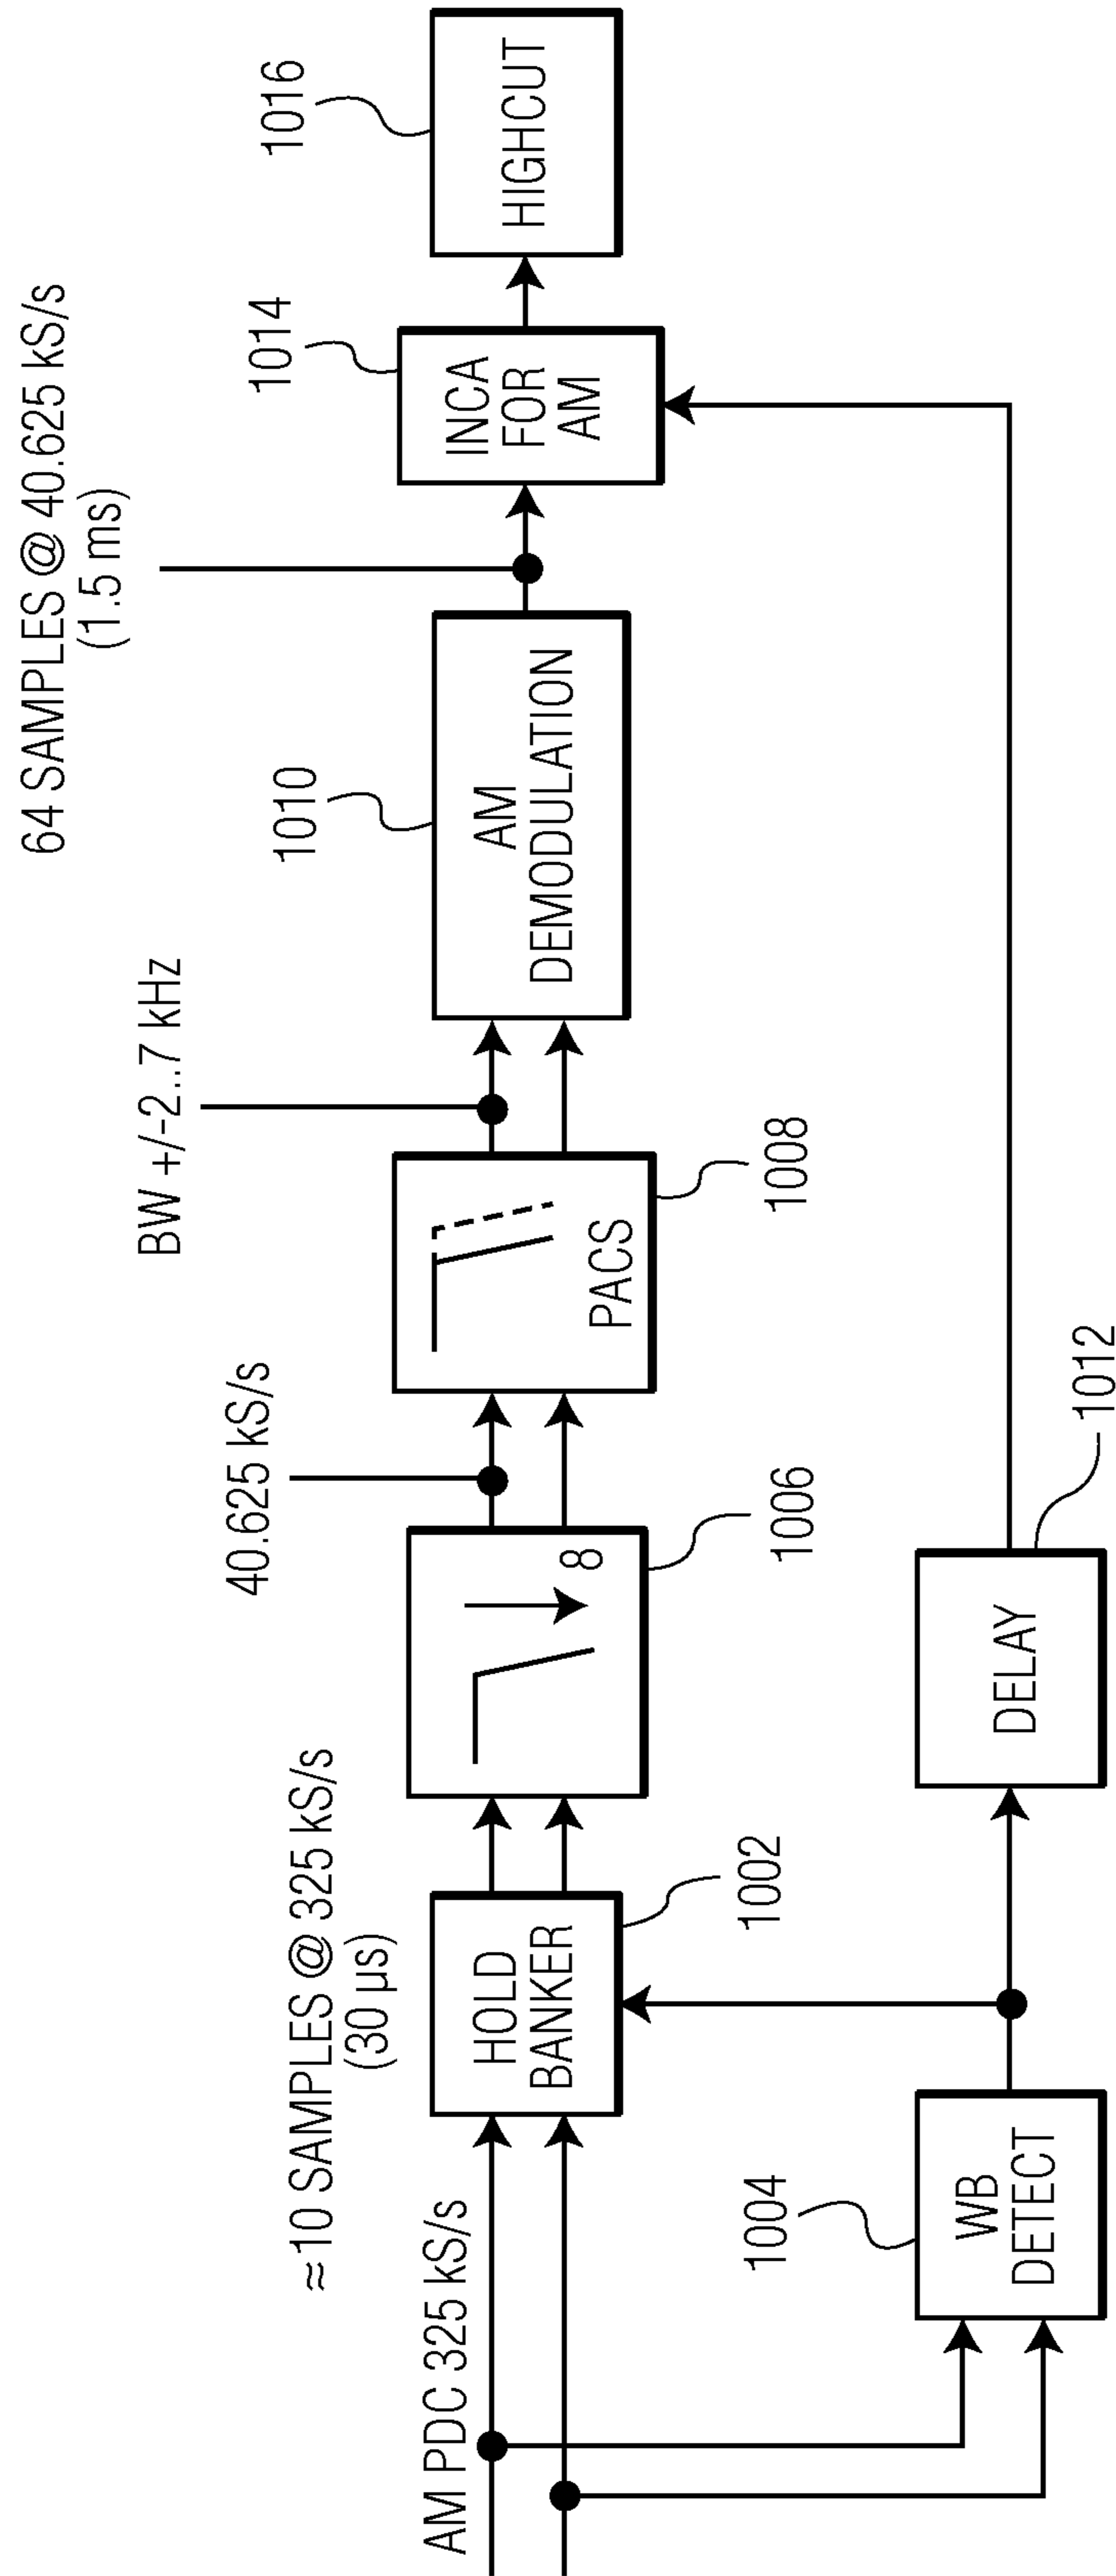 AM PDC 325 kS/s
≈10 SAMPLES @ 325 kS/s
(30 µs)
HOLD
BANKER
1002
WB
DETECT
1004
8
1006
40.625 kS/s
DELAY
1012
PACS
1008
BW +/-2..7 kHz
AM
DEMODULATION
1010
64 SAMPLES @ 40.625 kS/s
(1.5 ms)
INCA
FOR
AM
1014
HIGHCUT
1016